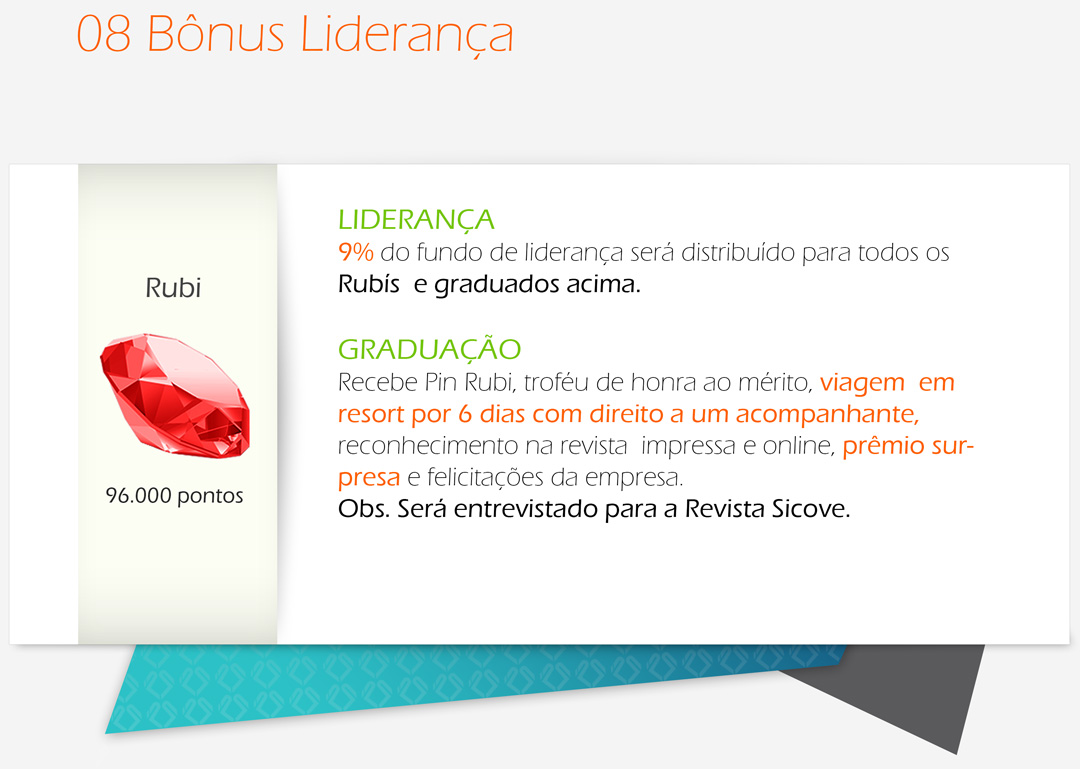 08 Bônus Liderança
Rubi
96.000 pontos
LIDERANÇA
9% do fundo de liderança será distribuído para todos os
Rubís e graduados acima.
GRADUAÇÃO
Recebe Pin Rubi, troféu de honra ao mérito, viagem em
resort por 6 dias com direito a um acompanhante,
reconhecimento na revista impressa e online, prêmio sur-
presa e felicitações da empresa.
Obs. Será entrevistado para a Revista Sicove.